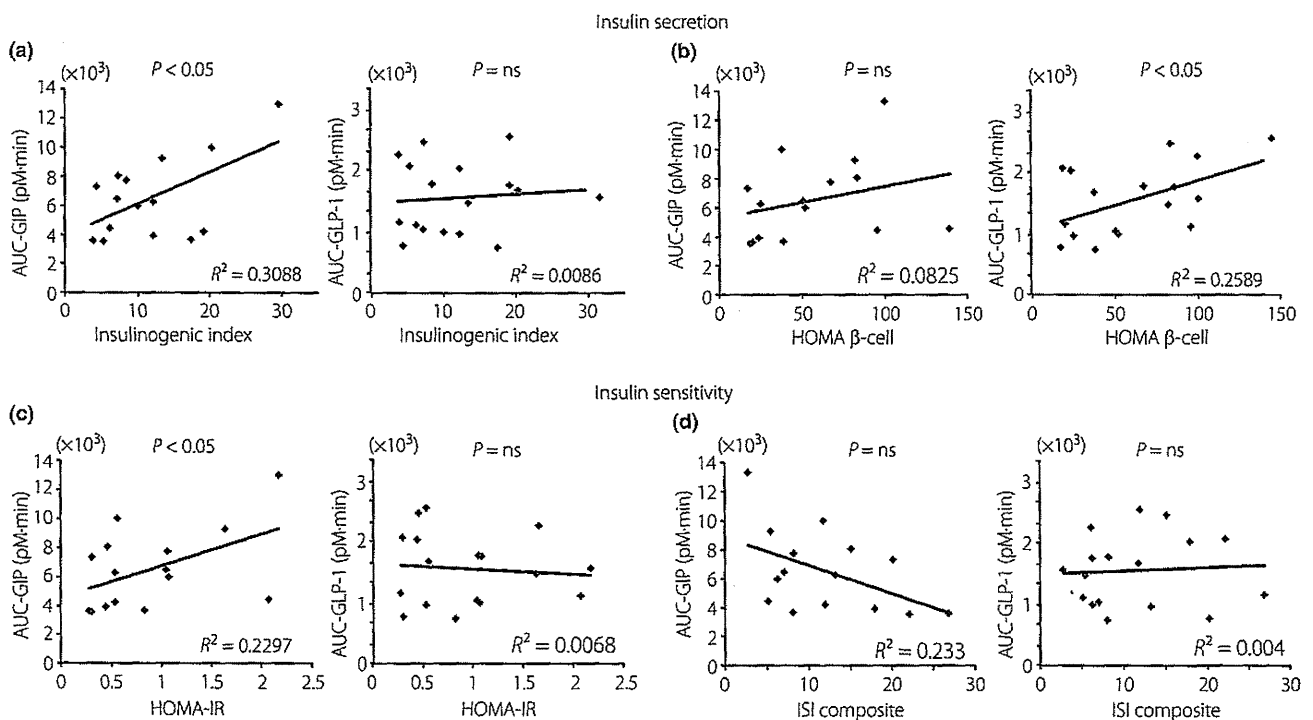 Insulin secretion
(a)
(×10³) P < 0.05
AUC-GIP (pM·min)
14
12
10
8
6
4
2
0
R² = 0.3088
0 10 20 30
Insulinogenic index
(×10³) P = ns
AUC-GLP-1 (pM·min)
3
2
1
0
R² = 0.0086
0 10 20 30
Insulinogenic index
(b)
(×10³) P = ns
AUC-GIP (pM·min)
14
12
10
8
6
4
2
0
R² = 0.0825
0 50 100 150
HOMA β-cell
(×10³) P < 0.05
AUC-GLP-1 (pM·min)
3
2
1
0
R² = 0.2589
0 50 100 150
HOMA β-cell
Insulin sensitivity
(c)
(×10³) P < 0.05
AUC-GIP (pM·min)
14
12
10
8
6
4
2
0
R² = 0.2297
0 0.5 1 1.5 2 2.5
HOMA-IR
(×10³) P = ns
AUC-GLP-1 (pM·min)
3
2
1
0
R² = 0.0068
0 0.5 1 1.5 2 2.5
HOMA-IR
(d)
(×10³) P = ns
AUC-GIP (pM·min)
14
12
10
8
6
4
2
0
R² = 0.233
0 10 20 30
ISI composite
(×10³) P = ns
AUC-GLP-1 (pM·min)
3
2
1
0
R² = 0.004
0 10 20 30
ISI composite